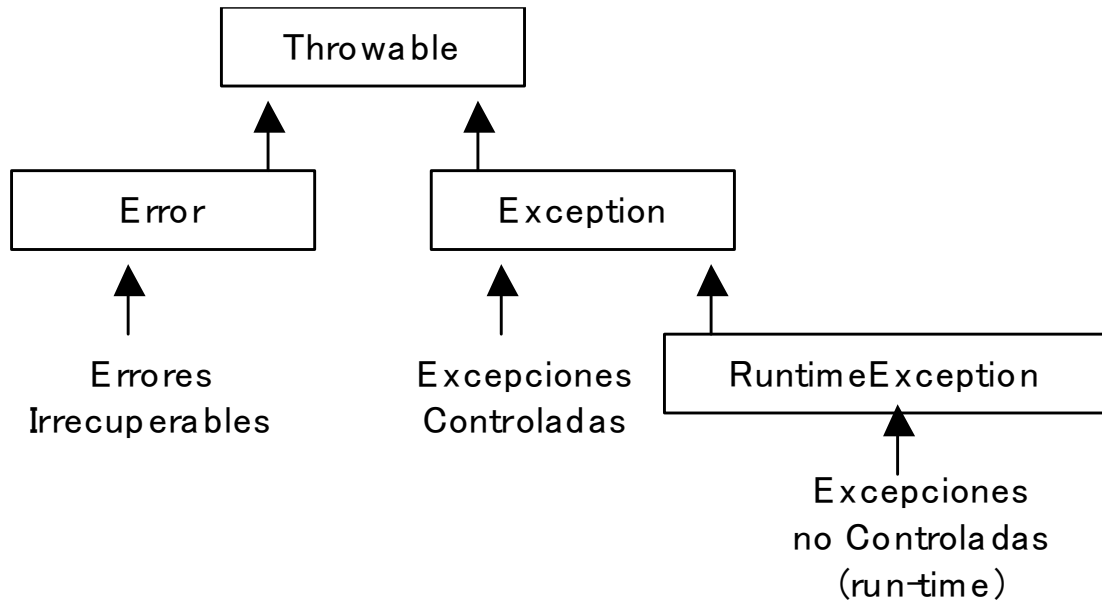 Throwable
Error
Exception
Errores
Irrecuperables
Excepciones
Controladas
RuntimeException
Excepciones
no Controladas
(run-time)